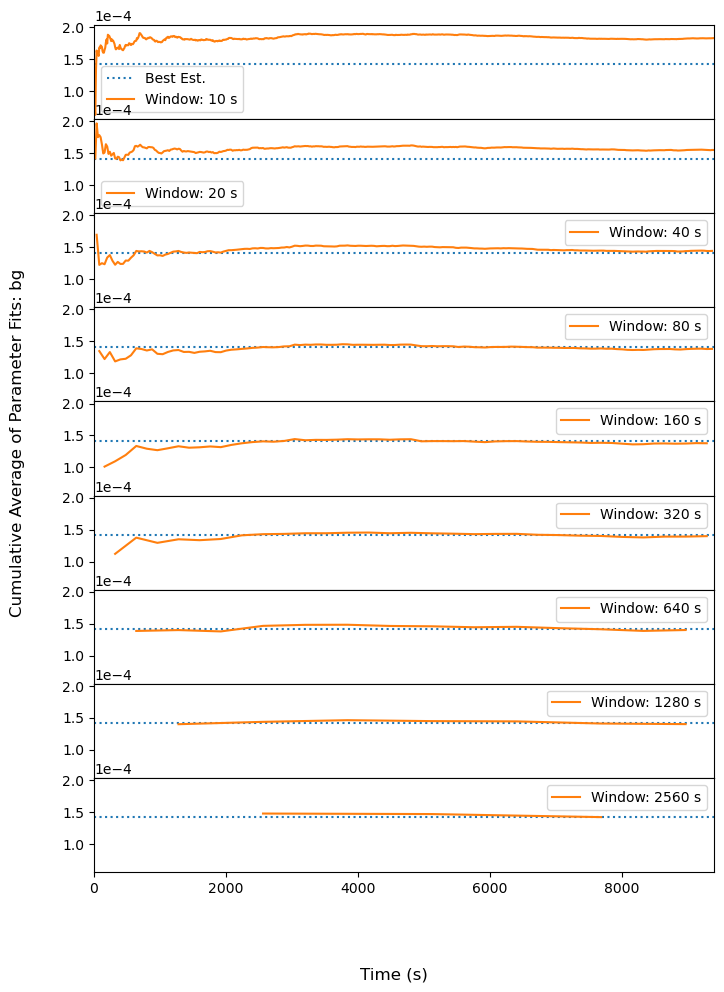 1e−4
2.0
1.5
1.0
Best Est.
Window: 10 s
1e−4
2.0
1.5
1.0
Window: 20 s
1e−4
2.0
1.5
1.0
Window: 40 s
1e−4
2.0
1.5
1.0
Window: 80 s
1e−4
2.0
1.5
1.0
Window: 160 s
1e−4
2.0
1.5
1.0
Window: 320 s
1e−4
2.0
1.5
1.0
Window: 640 s
1e−4
2.0
1.5
1.0
Window: 1280 s
1e−4
2.0
1.5
1.0
Window: 2560 s
0 2000 4000 6000 8000
Time (s)
Cumulative Average of Parameter Fits: bg